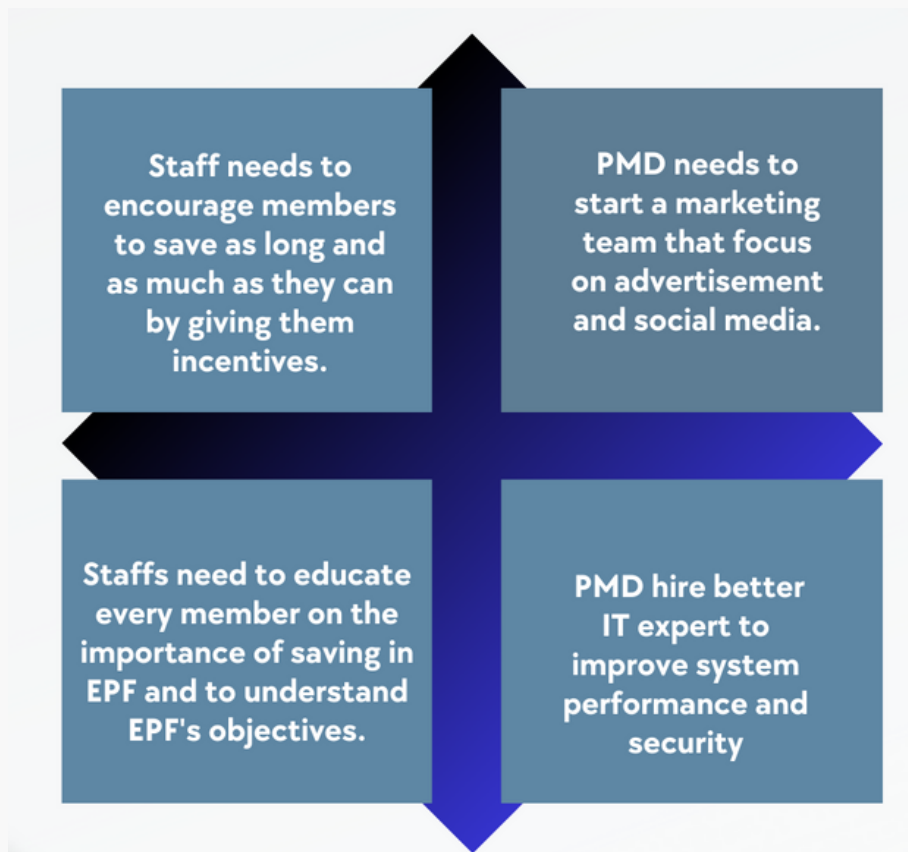 Staff needs to
encourage members
to save as long and
as much as they can
by giving them
incentives.
PMD needs to
start a marketing
team that focus
on advertisement
and social media.
Staffs need to educate
every member on the
importance of saving in
EPF and to understand
EPF's objectives.
PMD hire better
IT expert to
improve system
performance and
security